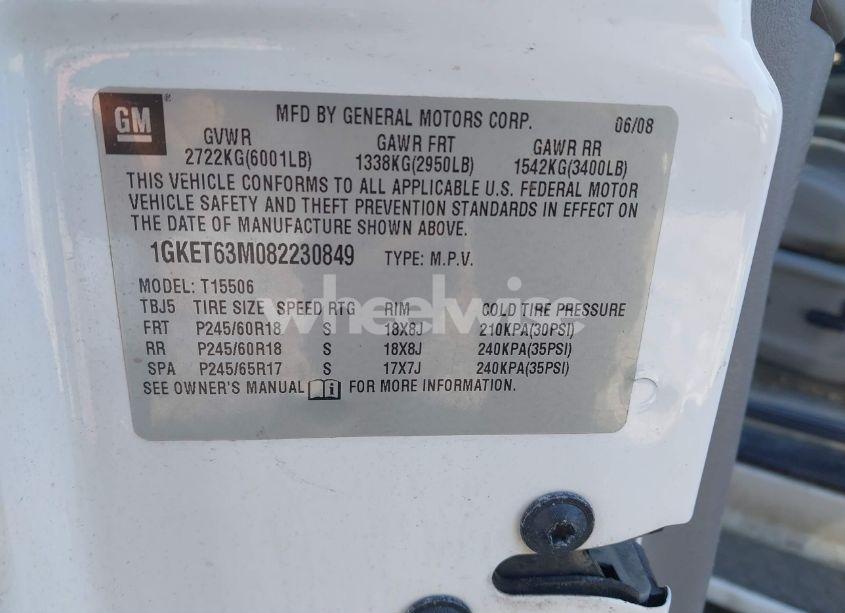 GM ® MFD BY GENERAL MOTORS CORP. 06/08
GVWR GAWR FRT GAWR RR
2722KG(6001LB) 1338KG(2950LB) 1542KG(3400LB)
THIS VEHICLE CONFORMS TO ALL APPLICABLE U.S. FEDERAL MOTOR
VEHICLE SAFETY AND THEFT PREVENTION STANDARDS IN EFFECT ON
THE DATE OF MANUFACTURE SHOWN ABOVE.
1GKET63M082230849 TYPE: M.P.V.
MODEL: T15506
TBJ5 TIRE SIZE SPEED RTG RIM COLD TIRE PRESSURE
FRT P245/60R18 S 18X8J 210KPA(30PSI)
RR P245/60R18 S 18X8J 240KPA(35PSI)
SPA P245/65R17 S 17X7J 240KPA(35PSI)
SEE OWNER'S MANUAL FOR MORE INFORMATION.
wheelwise